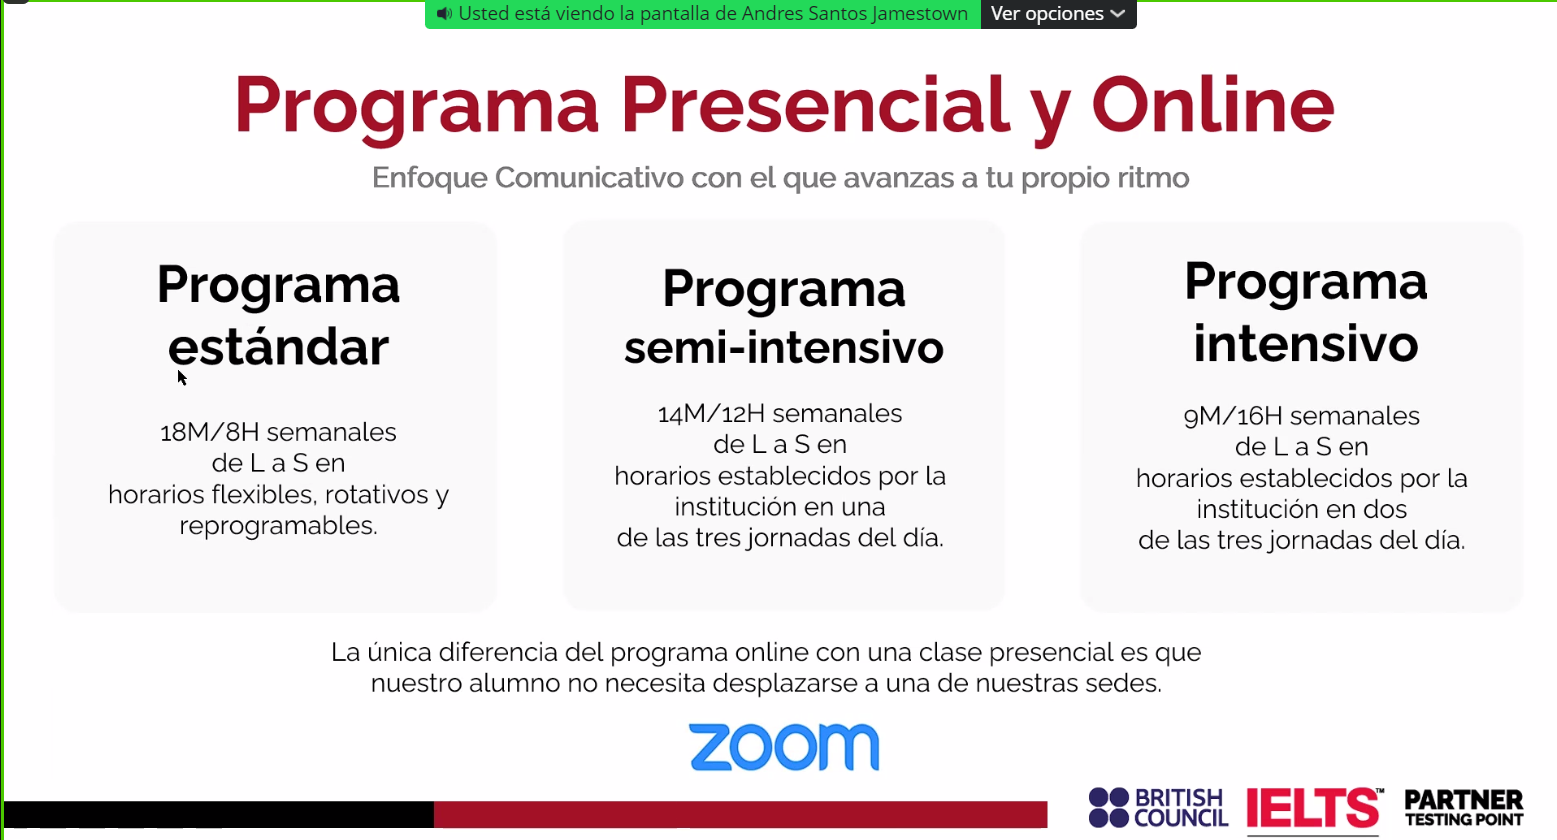 Usted está viendo la pantalla de Andres Santos Jamestown
Ver opciones
Programa Presencial y Online
Enfoque Comunicativo con el que avanzas a tu propio ritmo
Programa
estándar
18M/8H semanales
de L a S en
horarios flexibles, rotativos y
reprogramables.
Programa
semi-intensivo
14M/12H semanales
de L a S en
horarios establecidos por la
institución en una
de las tres jornadas del día.
Programa
intensivo
9M/16H semanales
de L a S en
horarios establecidos por la
institución en dos
de las tres jornadas del día.
La única diferencia del programa online con una clase presencial es que
nuestro alumno no necesita desplazarse a una de nuestras sedes.
zoom
BRITISH
COUNCIL
IELTS™
PARTNER
TESTING POINT